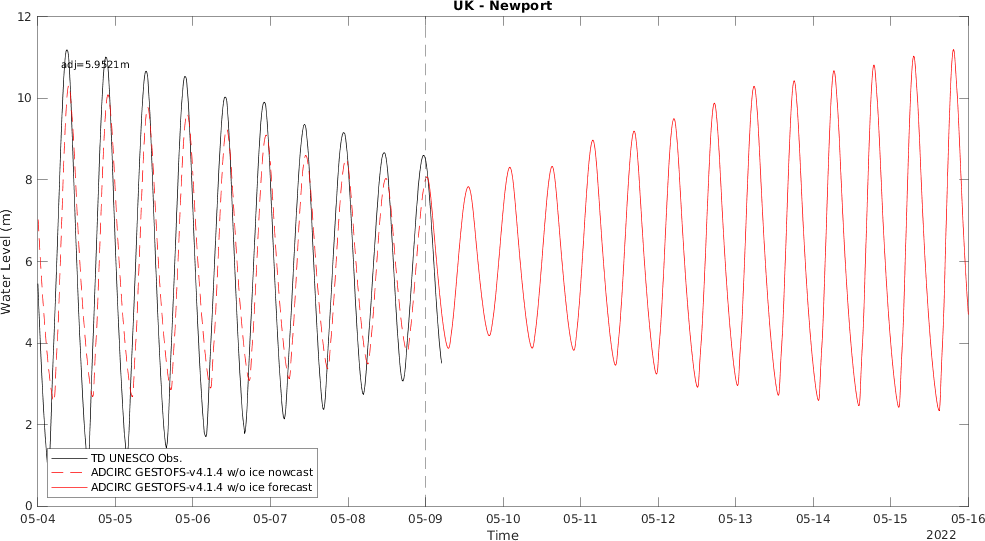 UK - Newport
12
adj=5.9521m
10
8
6
4
2
0
Water Level (m)
TD UNESCO Obs.
ADCIRC GESTOFS-v4.1.4 w/o ice nowcast
ADCIRC GESTOFS-v4.1.4 w/o ice forecast
05-04 05-05 05-06 05-07 05-08 05-09 05-10 05-11 05-12 05-13 05-14 05-15 05-16
Time
2022